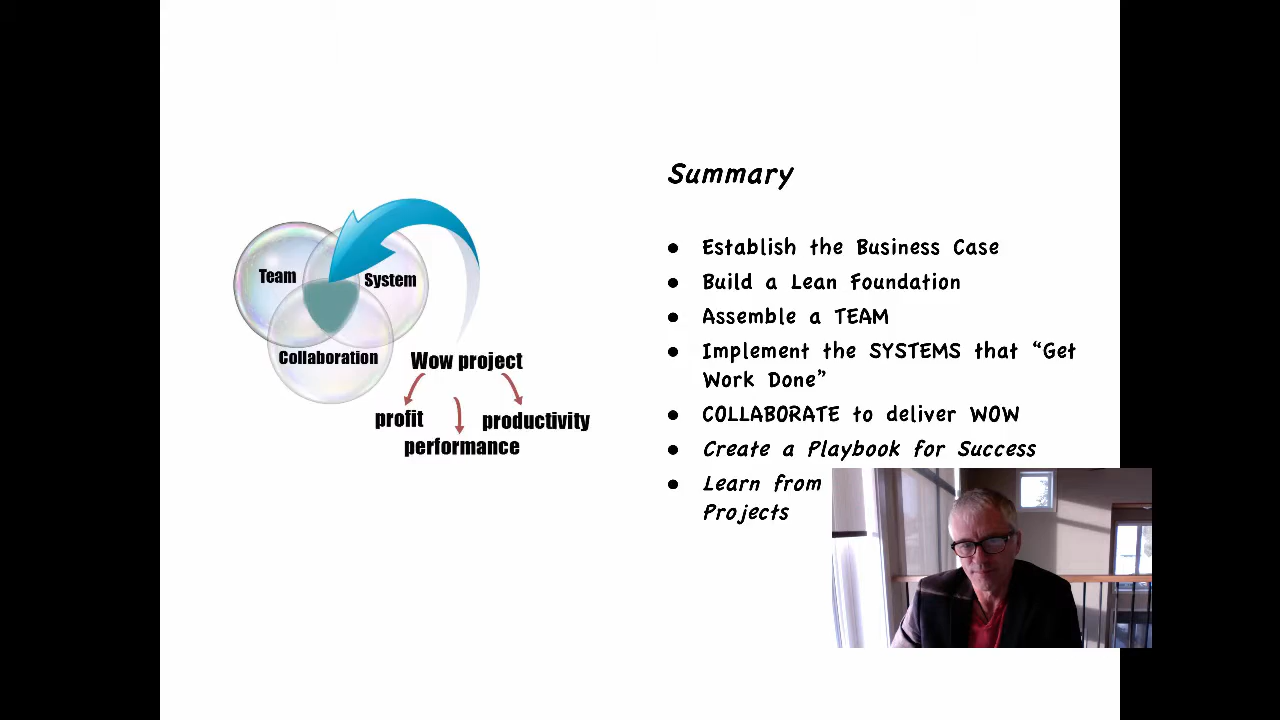 Summary
Team
System
Collaboration
Wow project
profit
productivity
performance
● Establish the Business Case
● Build a Lean Foundation
● Assemble a TEAM
● Implement the SYSTEMS that “Get
Work Done”
● COLLABORATE to deliver WOW
● Create a Playbook for Success
● Learn from
Projects